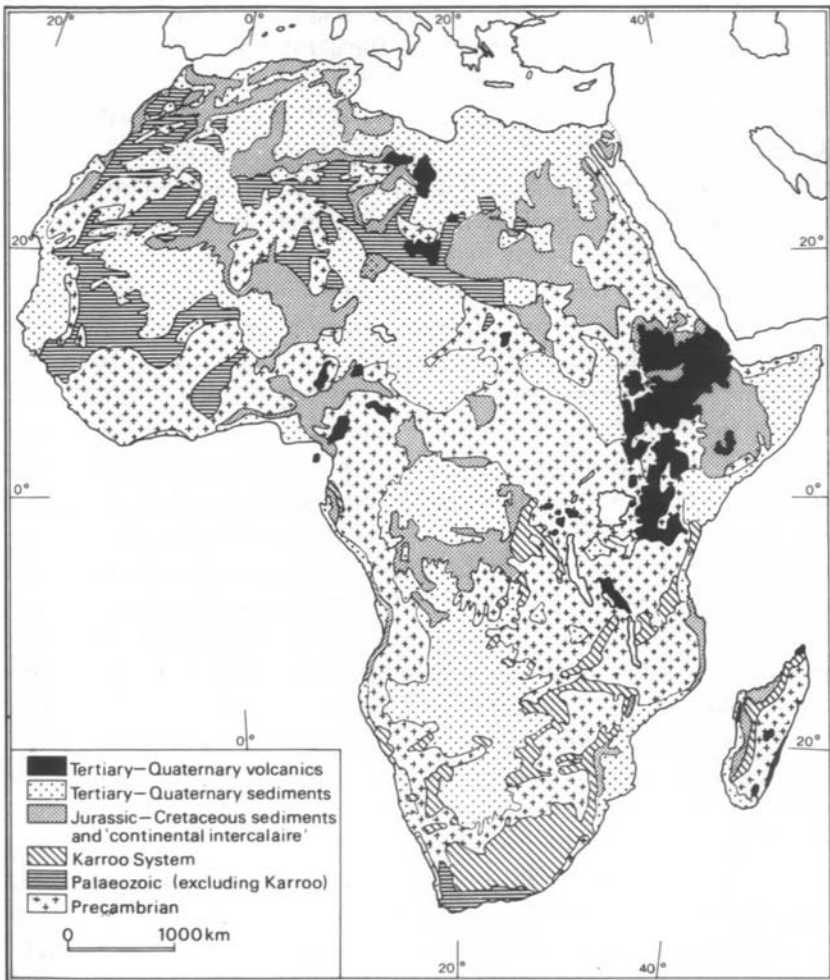 20° 0° 20° 40°
20° 20°
0° 0°
0° 20°
Tertiary–Quaternary volcanics
Tertiary–Quaternary sediments
Jurassic–Cretaceous sediments
and 'continental intercalaire'
Karroo System
Palaeozoic (excluding Karroo)
Precambrian
0 1000 km
20° 40°